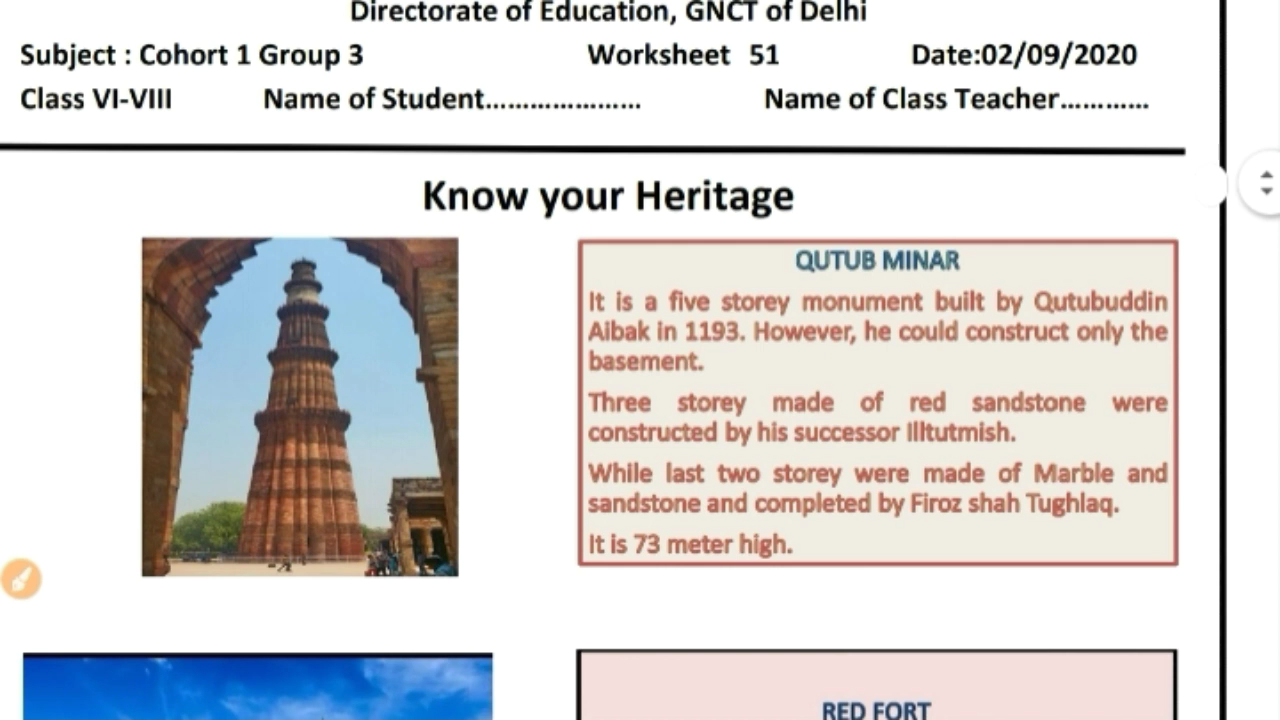 Directorate of Education, GNCT of Delhi
Subject : Cohort 1 Group 3 Worksheet 51 Date:02/09/2020
Class VI-VIII Name of Student..................... Name of Class Teacher............
Know your Heritage
QUTUB MINAR
It is a five storey monument built by Qutubuddin
Aibak in 1193. However, he could construct only the
basement.
Three storey made of red sandstone were
constructed by his successor Illtutmish.
While last two storey were made of Marble and
sandstone and completed by Firoz shah Tughlaq.
It is 73 meter high.
RED FORT